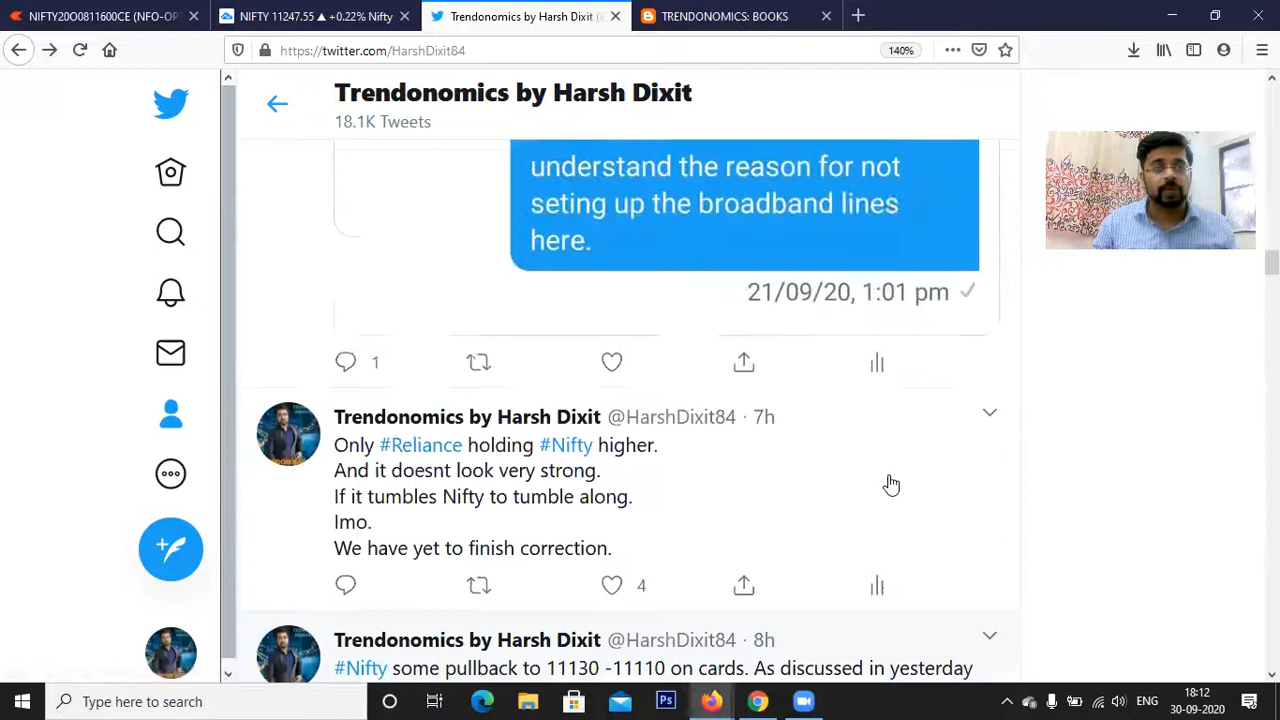 NIFTY20O0811600CE (NFO-OP
NIFTY 11247.55 ▲ +0.22% Nifty
Trendonomics by Harsh Dixit (
TRENDONOMICS: BOOKS
https://twitter.com/HarshDixit84
140%
Trendonomics by Harsh Dixit
18.1K Tweets
understand the reason for not
seting up the broadband lines
here.
21/09/20, 1:01 pm
1
Trendonomics by Harsh Dixit @HarshDixit84 · 7h
Only #Reliance holding #Nifty higher.
And it doesnt look very strong.
If it tumbles Nifty to tumble along.
Imo.
We have yet to finish correction.
4
Trendonomics by Harsh Dixit @HarshDixit84 · 8h
#Nifty some pullback to 11130 -11110 on cards. As discussed in yesterday
Type here to search
Ps
ENG
18:12
30-09-2020